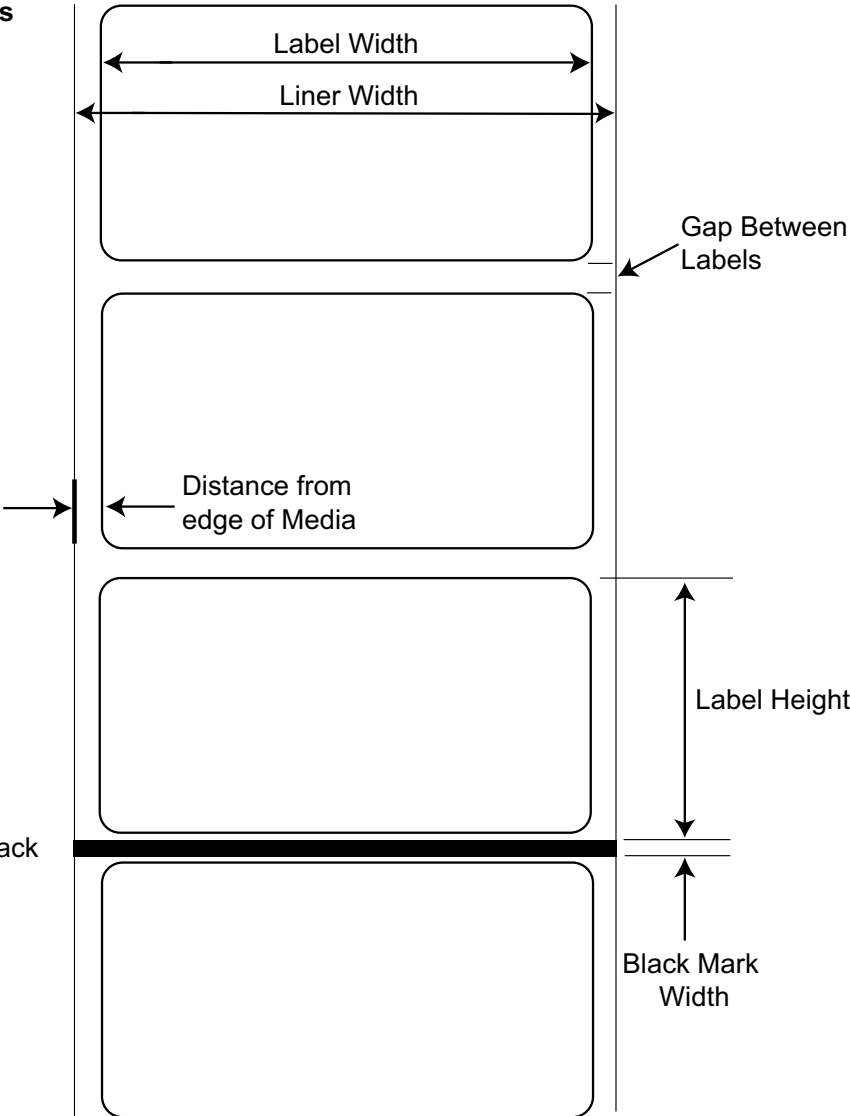 Label Width
Liner Width
Gap Between
Labels
Distance from
edge of Media
Label Height
Black Mark
Width